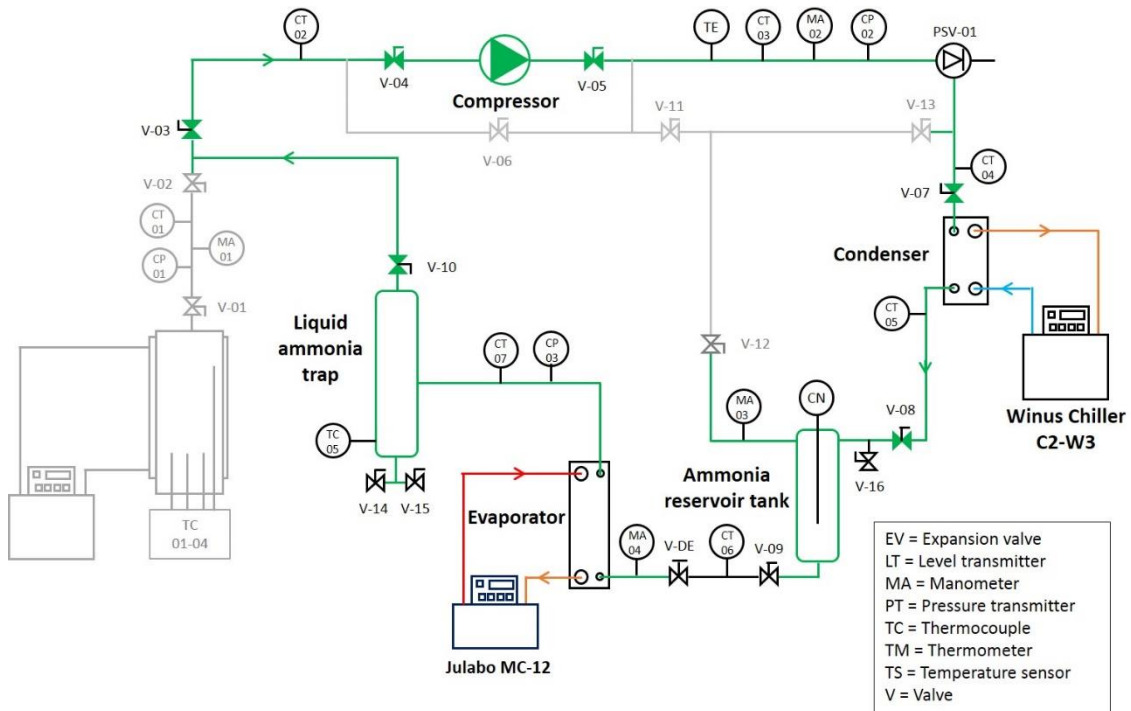 CT
02
TE
CT
03
MA
02
CP
02
PSV-01
V-04
Compressor
V-05
V-03
V-06
V-11
V-13
V-02
CT
01
MA
01
CP
01
V-01
V-10
CT
04
V-07
Condenser
CT
05
Liquid
ammonia
trap
CT
07
CP
03
V-12
MA
03
CN
V-08
Winus Chiller
C2-W3
TC
05
V-16
V-14
V-15
Ammonia
reservoir tank
Evaporator
MA
04
V-DE
CT
06
V-09
TC
01-04
Julabo MC-12
EV = Expansion valve
LT = Level transmitter
MA = Manometer
PT = Pressure transmitter
TC = Thermocouple
TM = Thermometer
TS = Temperature sensor
V = Valve